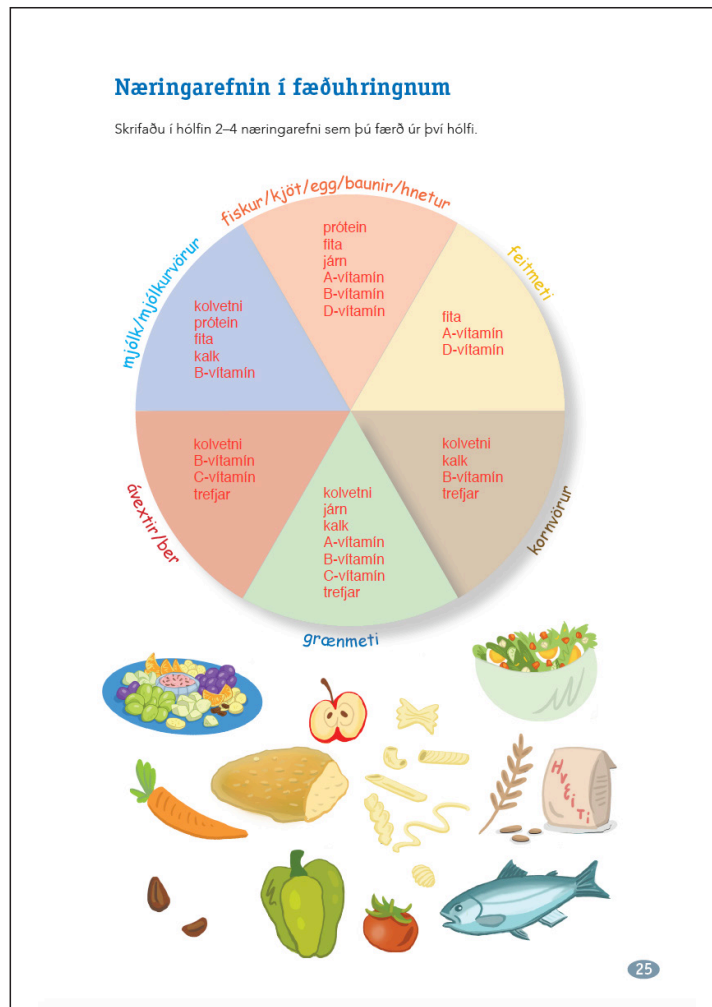 Næringarefnin í fæðuhringnum
Skrifaðu í hólfin 2–4 næringarefni sem þú færð úr því hólfi.
fiskur/kjöt/egg/baunir/hnetur
prótein
fita
járn
A-vítamín
B-vítamín
D-vítamín
feitmeti
fita
A-vítamín
D-vítamín
mjólk/mjólkurvörur
kolvetni
prótein
fita
kalk
B-vítamín
kornvörur
kolvetni
kalk
B-vítamín
trefjar
ávextir/ber
kolvetni
B-vítamín
C-vítamín
trefjar
grænmeti
kolvetni
járn
kalk
A-vítamín
B-vítamín
C-vítamín
trefjar
HVEITI
25